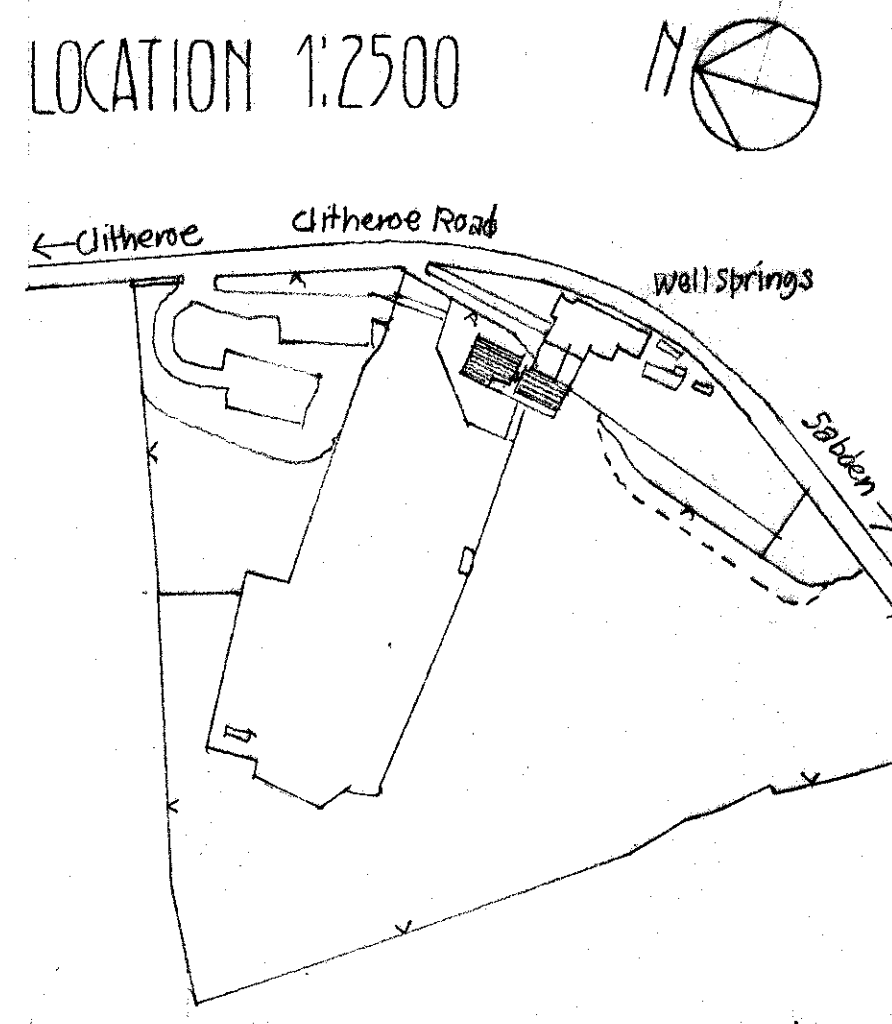 LOCATION 1:2500
N
←Clitheroe
Clitheroe Road
Wellsprings
Sabden →